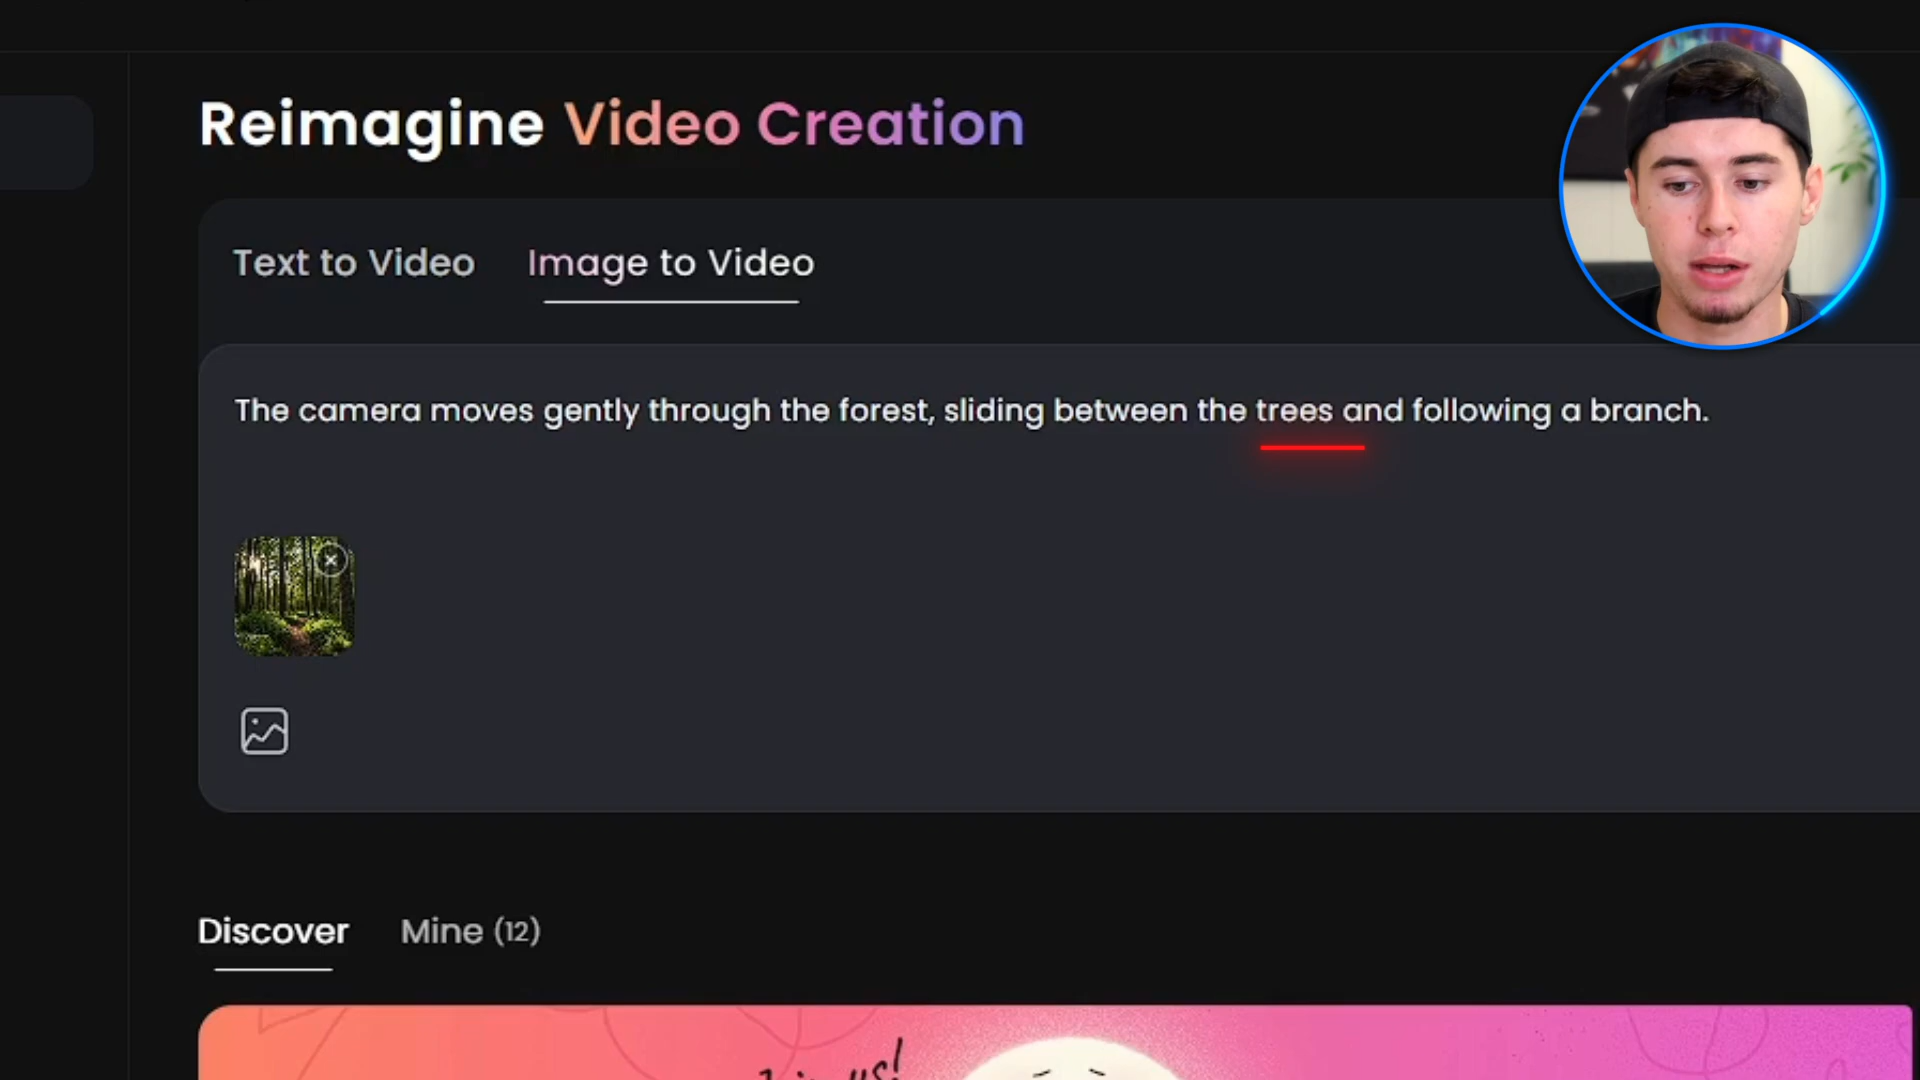 Reimagine Video Creation
Text to Video Image to Video
The camera moves gently through the forest, sliding between the trees and following a branch.
Discover Mine (12)
us!